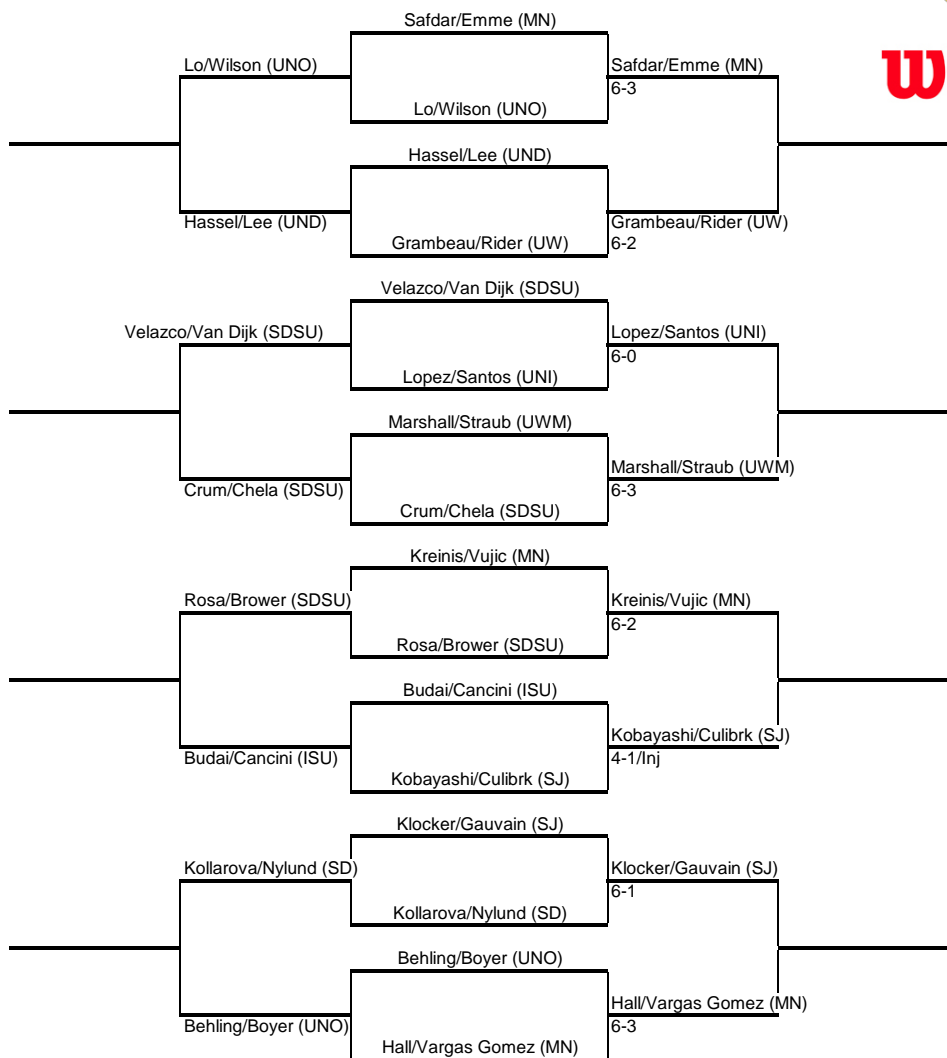 Safdar/Emme (MN)
Lo/Wilson (UNO)
Safdar/Emme (MN)
6-3
Lo/Wilson (UNO)
Hassel/Lee (UND)
Hassel/Lee (UND)
Grambeau/Rider (UW)
Grambeau/Rider (UW)
6-2
Velazco/Van Dijk (SDSU)
Velazco/Van Dijk (SDSU)
Lopez/Santos (UNI)
6-0
Lopez/Santos (UNI)
Marshall/Straub (UWM)
Marshall/Straub (UWM)
Crum/Chela (SDSU)
6-3
Crum/Chela (SDSU)
Kreinis/Vujic (MN)
Rosa/Brower (SDSU)
Kreinis/Vujic (MN)
6-2
Rosa/Brower (SDSU)
Budai/Cancini (ISU)
Kobayashi/Culibrk (SJ)
Budai/Cancini (ISU)
4-1/Inj
Kobayashi/Culibrk (SJ)
Klocker/Gauvain (SJ)
Kollarova/Nylund (SD)
Klocker/Gauvain (SJ)
6-1
Kollarova/Nylund (SD)
Behling/Boyer (UNO)
Hall/Vargas Gomez (MN)
Behling/Boyer (UNO)
6-3
Hall/Vargas Gomez (MN)
W